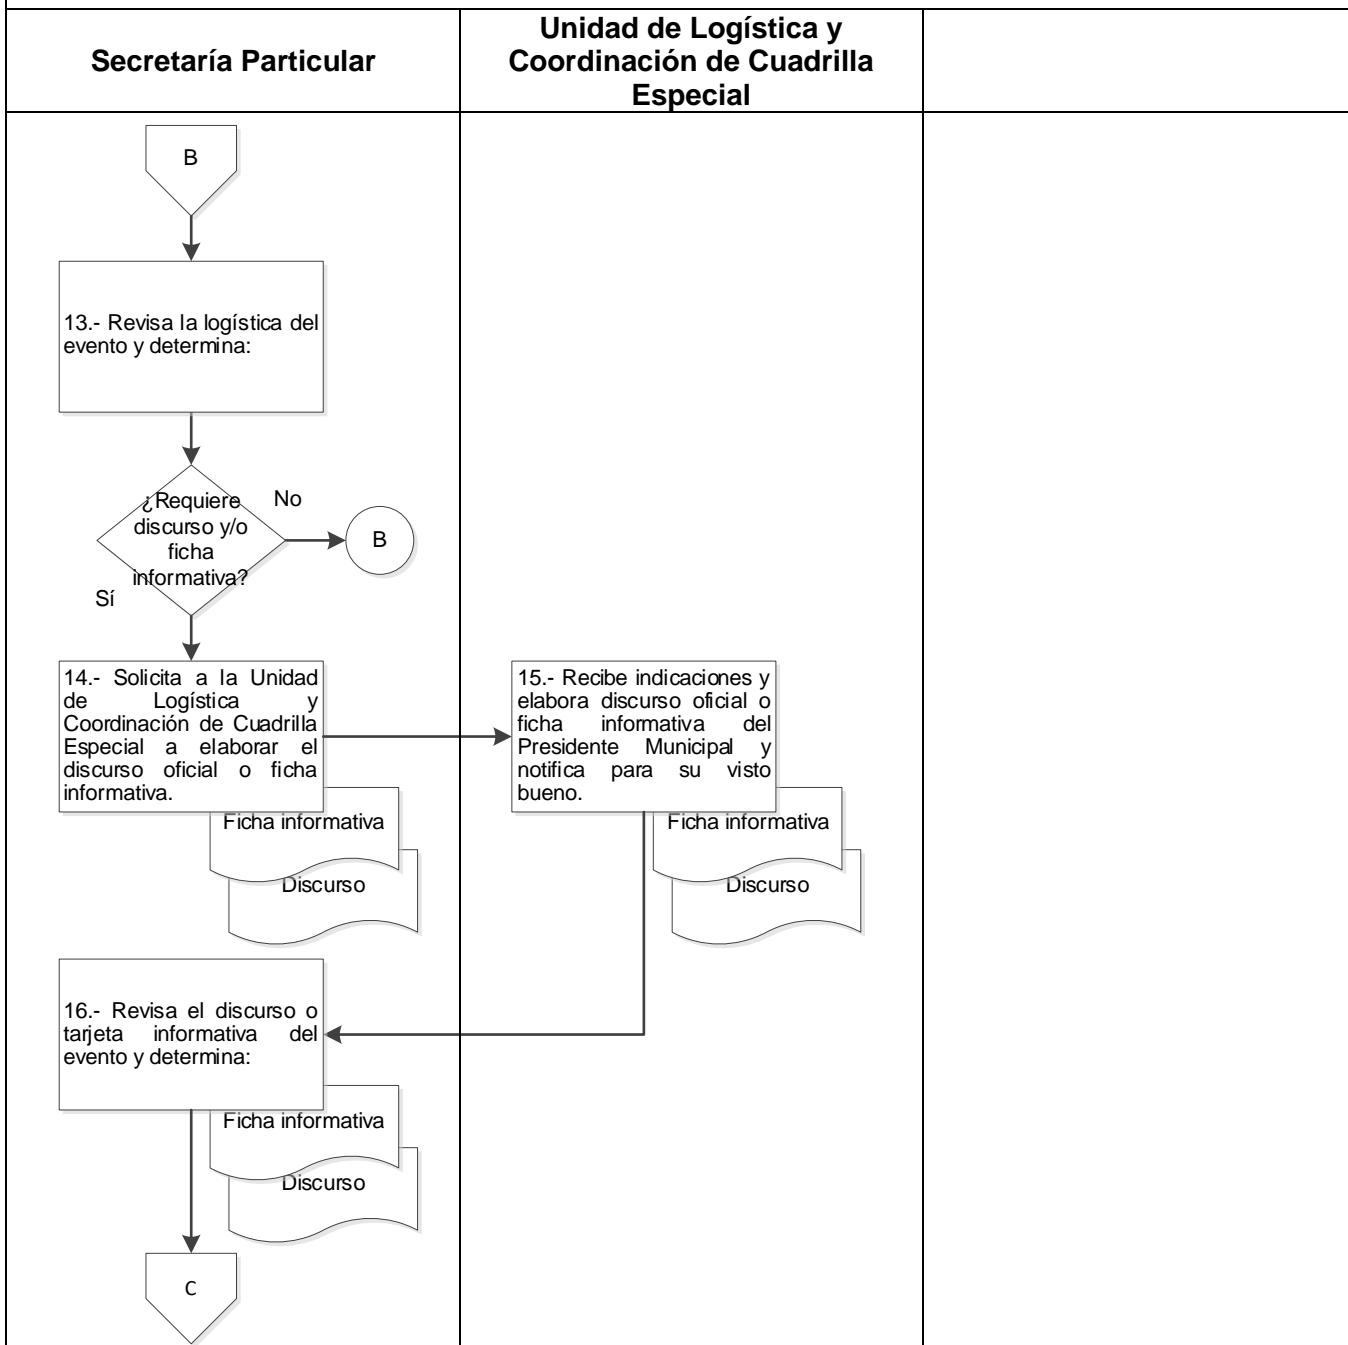 Secretaría Particular
Unidad de Logística y
Coordinación de Cuadrilla
Especial
B
13.- Revisa la logística del
evento y determina:
¿Requiere
discurso y/o
ficha
informativa?
No
B
Sí
14.- Solicita a la Unidad
de Logística y
Coordinación de Cuadrilla
Especial a elaborar el
discurso oficial o ficha
informativa.
Ficha informativa
Discurso
15.- Recibe indicaciones y
elabora discurso oficial o
ficha informativa del
Presidente Municipal y
notifica para su visto
bueno.
Ficha informativa
Discurso
16.- Revisa el discurso o
tarjeta informativa del
evento y determina:
Ficha informativa
Discurso
C